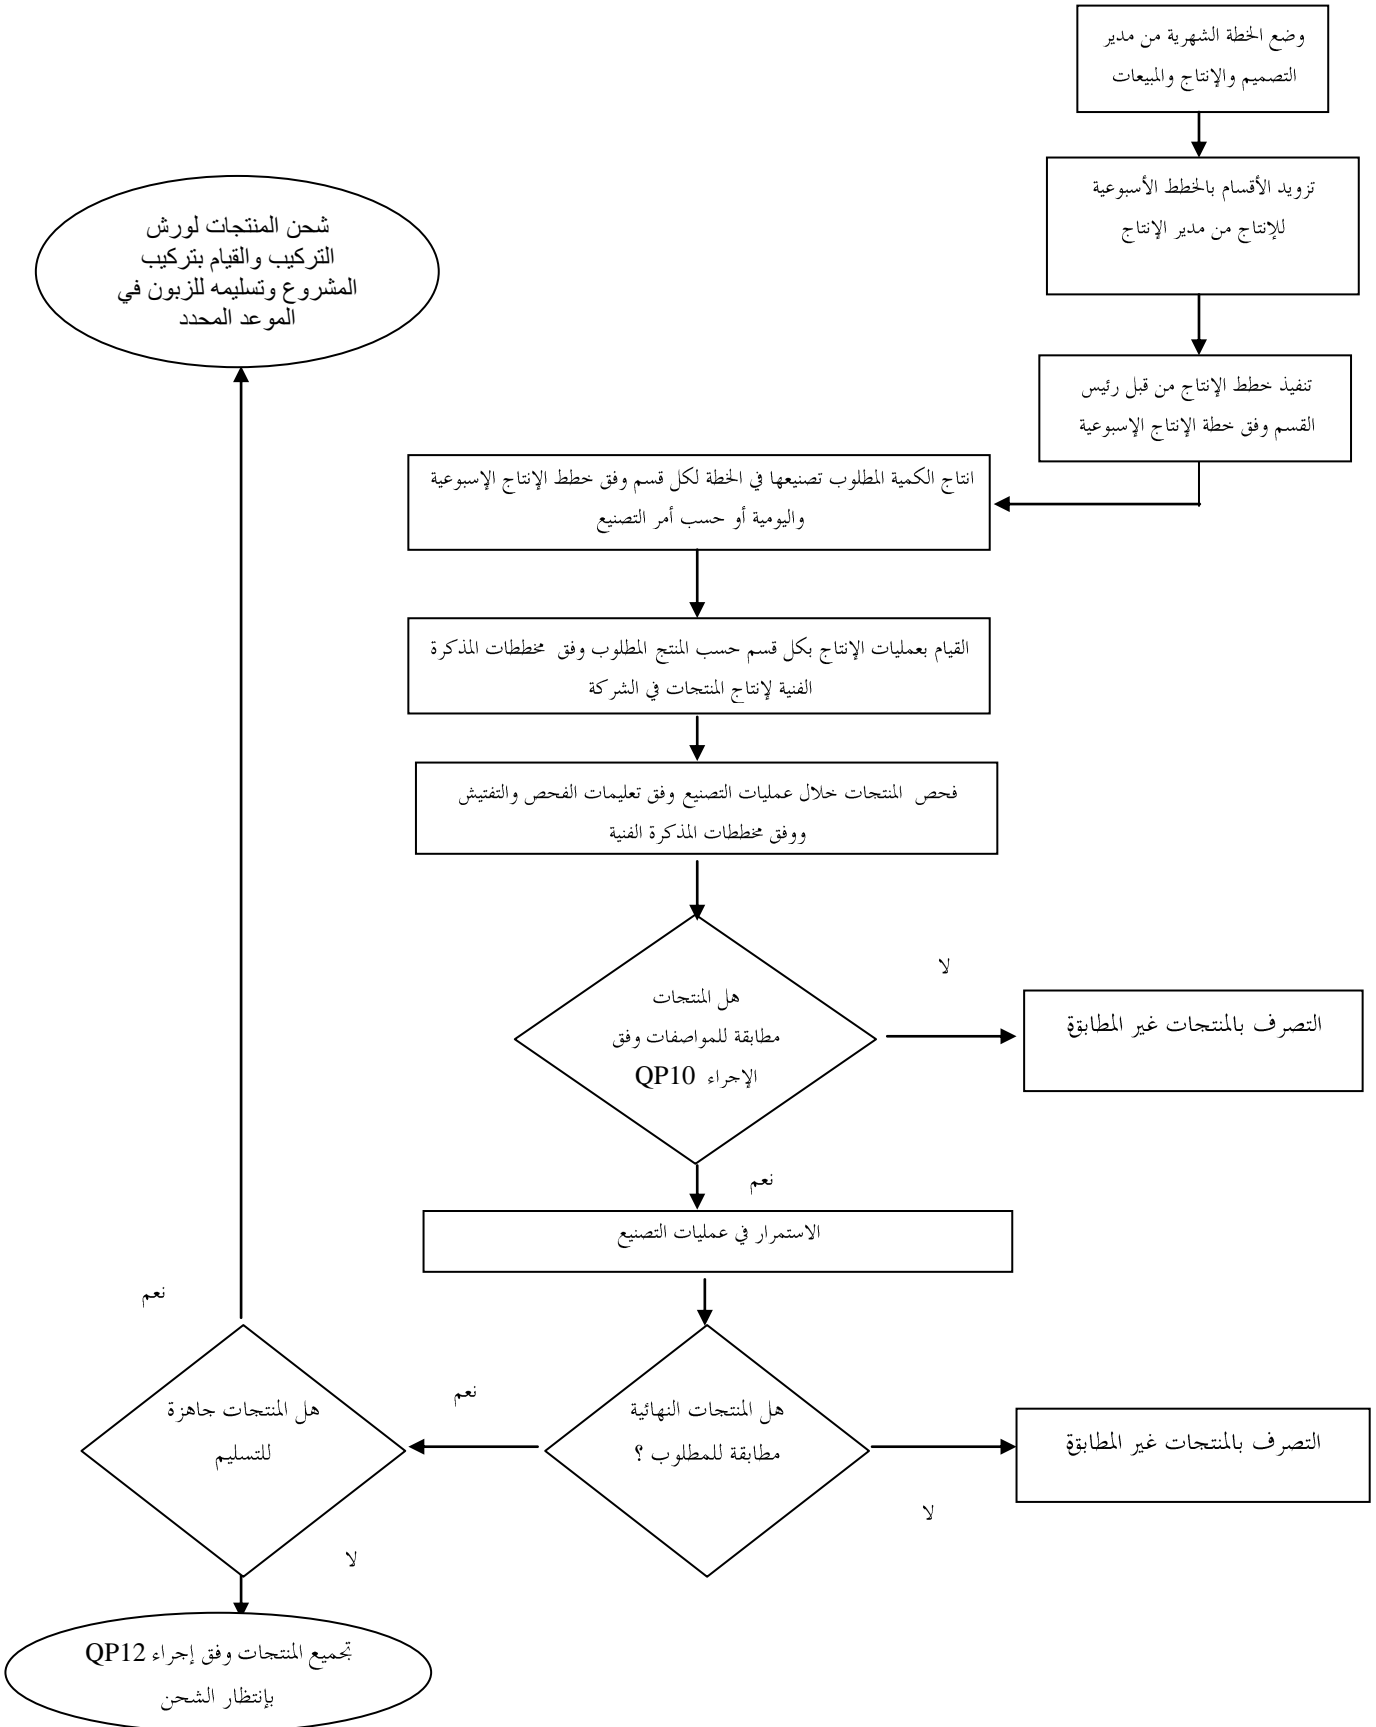 وضع الخطة الشهرية من مدير
التصميم والإنتاج والمبيعات
تزويد الأقسام بالخطط الأسبوعية
للإنتاج من مدير الإنتاج
تنفيذ خطط الإنتاج من قبل رئيس
القسم وفق خطة الإنتاج الإسبوعية
انتاج الكمية المطلوب تصنيعها في الخطة لكل قسم وفق خطط الإنتاج الإسبوعية
واليومية أو حسب أمر التصنيع
القيام بعمليات الإنتاج بكل قسم حسب المنتج المطلوب وفق مخططات المذكرة
الفنية لإنتاج المنتجات في الشركة
فحص المنتجات خلال عمليات التصنيع وفق تعليمات الفحص والتفتيش
ووفق مخططات المذكرة الفنية
هل المنتجات
مطابقة للمواصفات وفق
الإجراء QP10
لا
التصرف بالمنتجات غير المطابقة
نعم
الاستمرار في عمليات التصنيع
هل المنتجات النهائية
مطابقة للمطلوب ؟
لا
التصرف بالمنتجات غير المطابقة
نعم
هل المنتجات جاهزة
للتسليم
نعم
شحن المنتجات لورش
التركيب والقيام بتركيب
المشروع وتسليمه للزبون في
الموعد المحدد
لا
تجميع المنتجات وفق إجراء QP12
بإنتظار الشحن